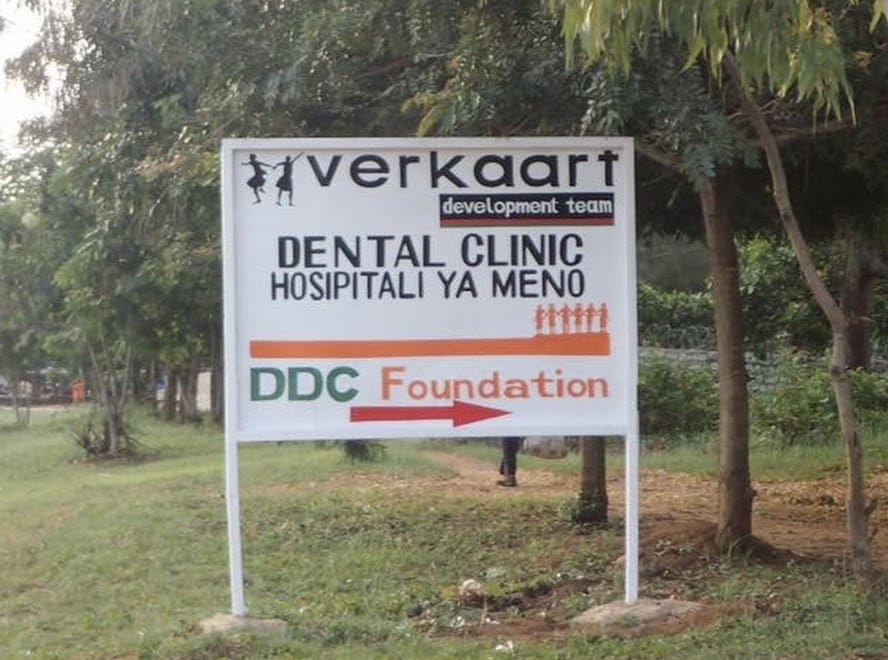 verkaart
development team
DENTAL CLINIC
HOSIPITALI YA MENO
DDC Foundation